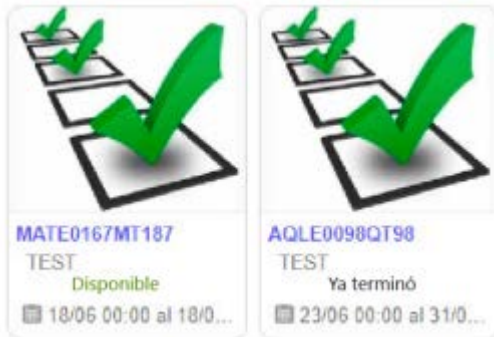 MATE0167MT187
TEST
Disponible
18/06 00:00 al 18/0...
AQLE0098QT98
TEST
Ya terminó
23/06 00:00 al 31/0...